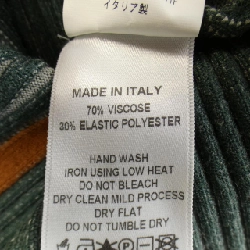 イタリア製
MADE IN ITALY
70% VISCOSE
30% ELASTIC POLYESTER
HAND WASH
IRON USING LOW HEAT
DO NOT BLEACH
DRY CLEAN MILD PROCESS
DRY FLAT
DO NOT TUMBLE DRY